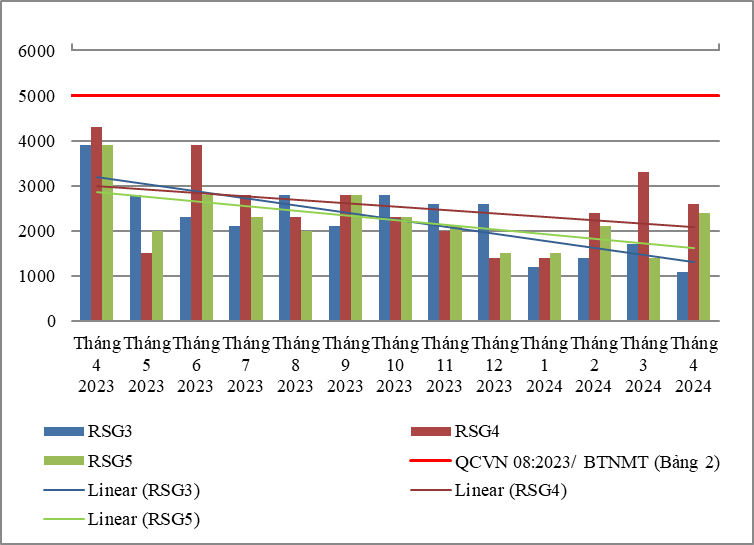 6000
5000
4000
3000
2000
1000
0
Tháng Tháng Tháng Tháng Tháng Tháng Tháng Tháng Tháng Tháng Tháng Tháng Tháng
4 5 6 7 8 9 10 11 12 1 2 3 4
2023 2023 2023 2023 2023 2023 2023 2023 2023 2024 2024 2024 2024
RSG3 RSG4
RSG5 QCVN 08:2023/ BTNMT (Bảng 2)
Linear (RSG3) Linear (RSG4)
Linear (RSG5)